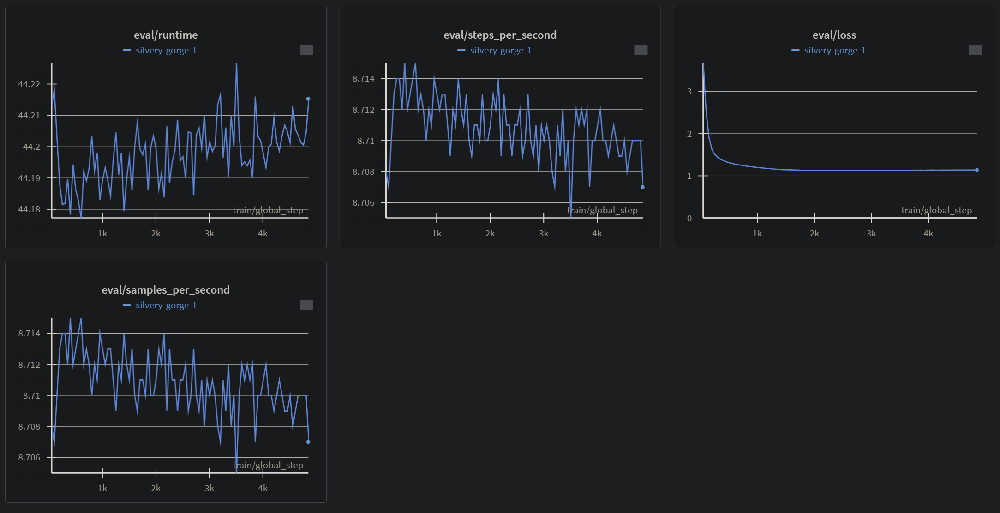 eval/runtime
silvery-gorge-1
44.22
44.21
44.2
44.19
44.18
train/global_step
1k 2k 3k 4k
eval/steps_per_second
silvery-gorge-1
8.714
8.712
8.71
8.708
8.706
train/global_step
1k 2k 3k 4k
eval/loss
silvery-gorge-1
3
2
1
0
train/global_step
1k 2k 3k 4k
eval/samples_per_second
silvery-gorge-1
8.714
8.712
8.71
8.708
8.706
train/global_step
1k 2k 3k 4k